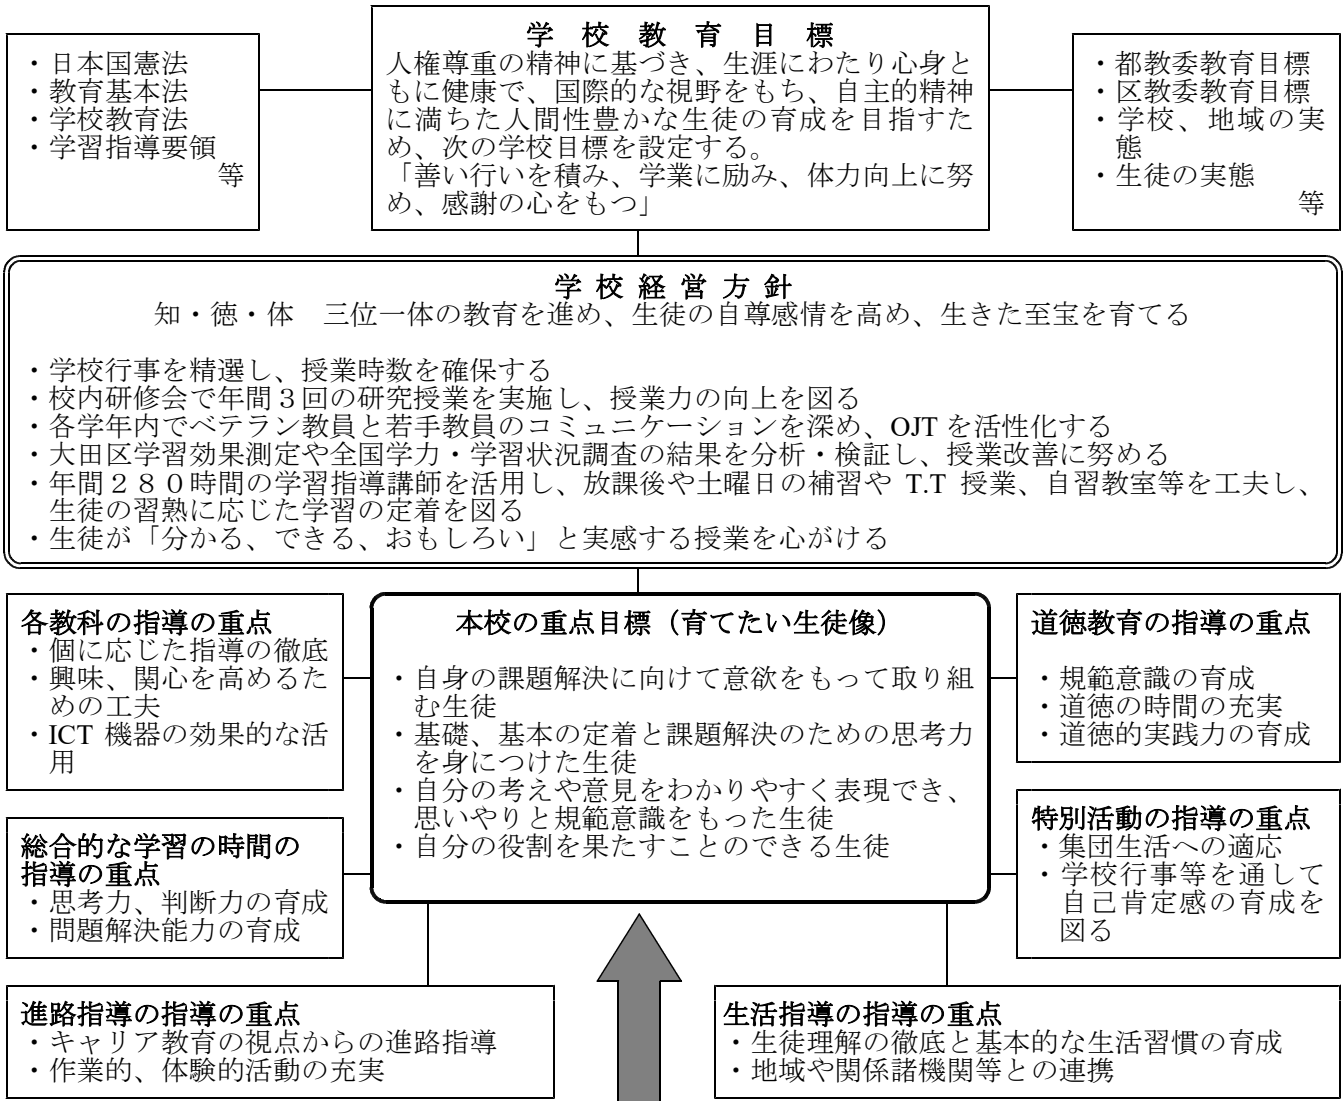 ・日本国憲法
・教育基本法
・学校教育法
・学習指導要領
等
学校教育目標
人権尊重の精神に基づき、生涯にわたり心身と
もに健康で、国際的な視野をもち、自主的精神
に満ちた人間性豊かな生徒の育成を目指すた
め、次の学校目標を設定する。
「善い行いを積み、学業に励み、体力向上に努
め、感謝の心をもつ」
・都教委教育目標
・区教委教育目標
・学校、地域の実
態
・生徒の実態
等
学校経営方針
知・徳・体　三位一体の教育を進め、生徒の自尊感情を高め、生きた至宝を育てる
・学校行事を精選し、授業時数を確保する
・校内研修会で年間３回の研究授業を実施し、授業力の向上を図る
・各学年内でベテラン教員と若手教員のコミュニケーションを深め、OJT を活性化する
・大田区学習効果測定や全国学力・学習状況調査の結果を分析・検証し、授業改善に努める
・年間２８０時間の学習指導講師を活用し、放課後や土曜日の補習や T.T 授業、自習教室等を工夫し、
生徒の習熟に応じた学習の定着を図る
・生徒が「分かる、できる、おもしろい」と実感する授業を心がける
各教科の指導の重点
・個に応じた指導の徹底
・興味、関心を高めるた
めの工夫
・ICT 機器の効果的な活
用
本校の重点目標（育てたい生徒像）
・自身の課題解決に向けて意欲をもって取り組
む生徒
・基礎、基本の定着と課題解決のための思考力
を身につけた生徒
・自分の考えや意見をわかりやすく表現でき、
思いやりと規範意識をもった生徒
・自分の役割を果たすことのできる生徒
道徳教育の指導の重点
・規範意識の育成
・道徳の時間の充実
・道徳的実践力の育成
総合的な学習の時間の
指導の重点
・思考力、判断力の育成
・問題解決能力の育成
特別活動の指導の重点
・集団生活への適応
・学校行事等を通して
自己肯定感の育成を
図る
進路指導の指導の重点
・キャリア教育の視点からの進路指導
・作業的、体験的活動の充実
生活指導の指導の重点
・生徒理解の徹底と基本的な生活習慣の育成
・地域や関係諸機関等との連携